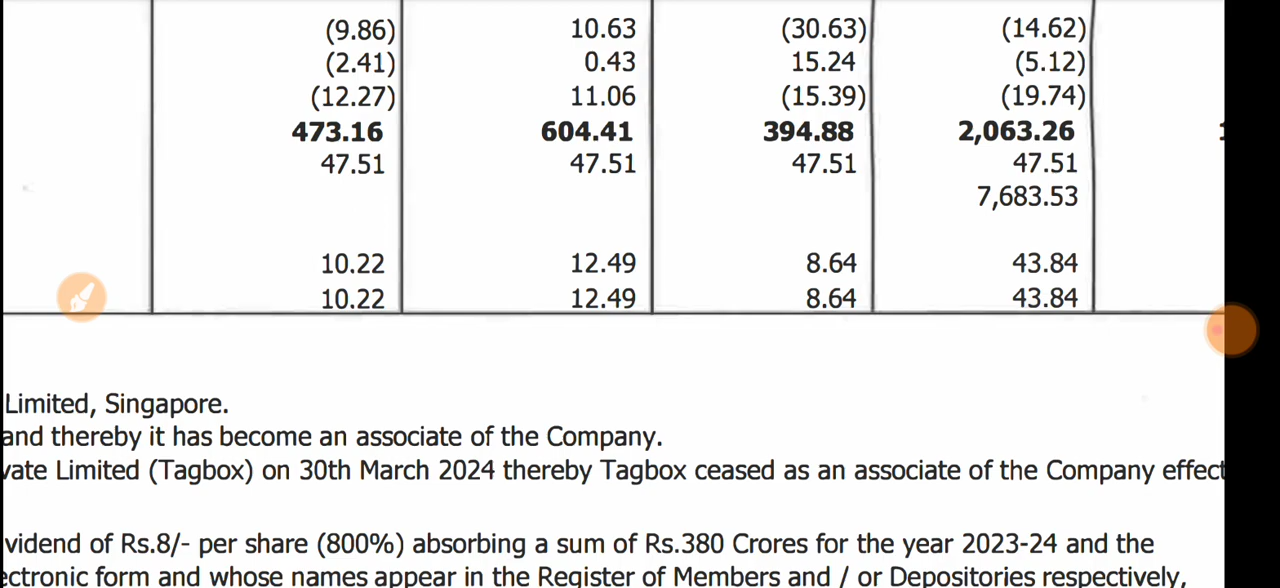 (9.86) 10.63 (30.63) (14.62)
(2.41) 0.43 15.24 (5.12)
(12.27) 11.06 (15.39) (19.74)
473.16 604.41 394.88 2,063.26
47.51 47.51 47.51 47.51
7,683.53
10.22 12.49 8.64 43.84
10.22 12.49 8.64 43.84
Limited, Singapore.
and thereby it has become an associate of the Company.
vate Limited (Tagbox) on 30th March 2024 thereby Tagbox ceased as an associate of the Company effect
vidend of Rs.8/- per share (800%) absorbing a sum of Rs.380 Crores for the year 2023-24 and the
ectronic form and whose names appear in the Register of Members and / or Depositories respectively,